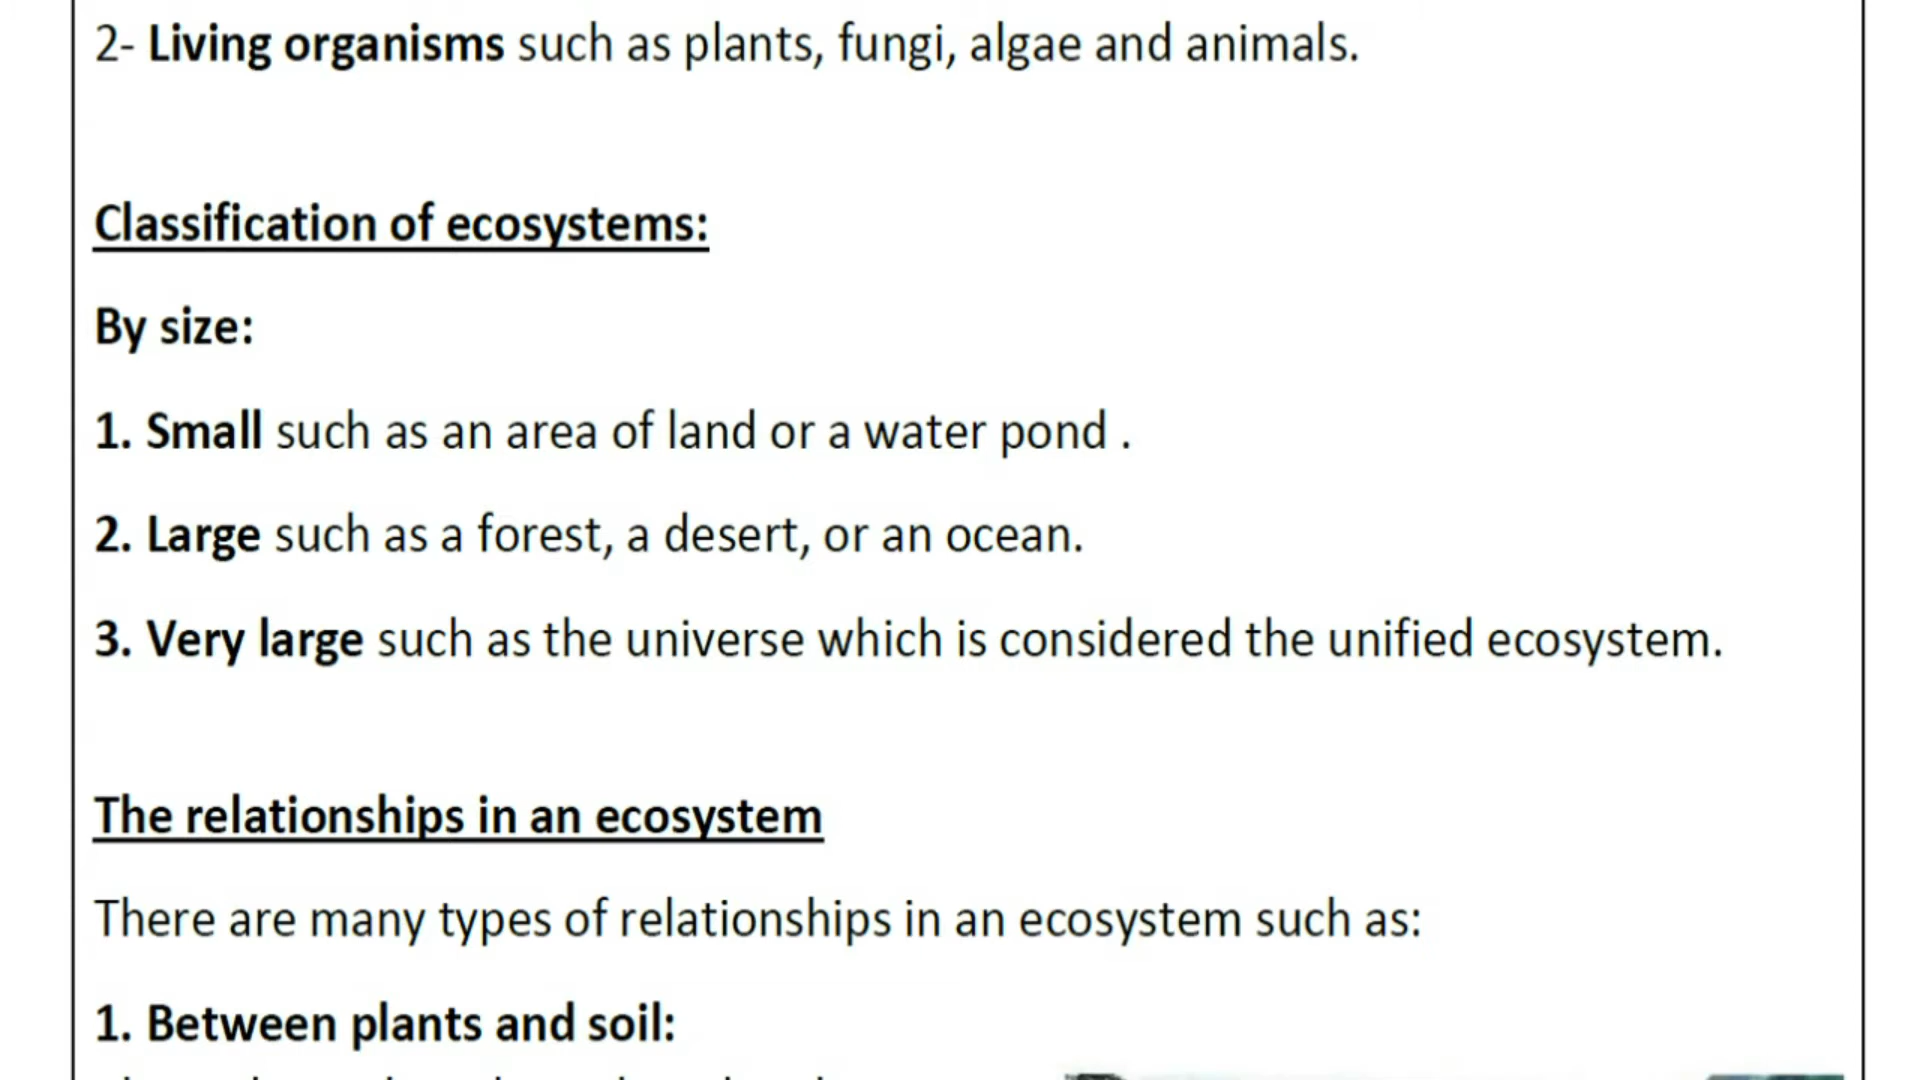 2- Living organisms such as plants, fungi, algae and animals.
Classification of ecosystems:
By size:
1. Small such as an area of land or a water pond .
2. Large such as a forest, a desert, or an ocean.
3. Very large such as the universe which is considered the unified ecosystem.
The relationships in an ecosystem
There are many types of relationships in an ecosystem such as:
1. Between plants and soil: